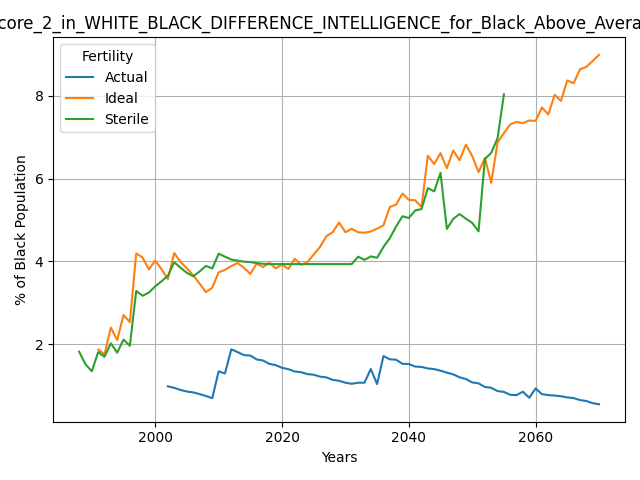 core_2_in_WHITE_BLACK_DIFFERENCE_INTELLIGENCE_for_Black_Above_Avera
Fertility
Actual
Ideal
Sterile
% of Black Population
8
6
4
2
2000
2020
2040
2060
Years